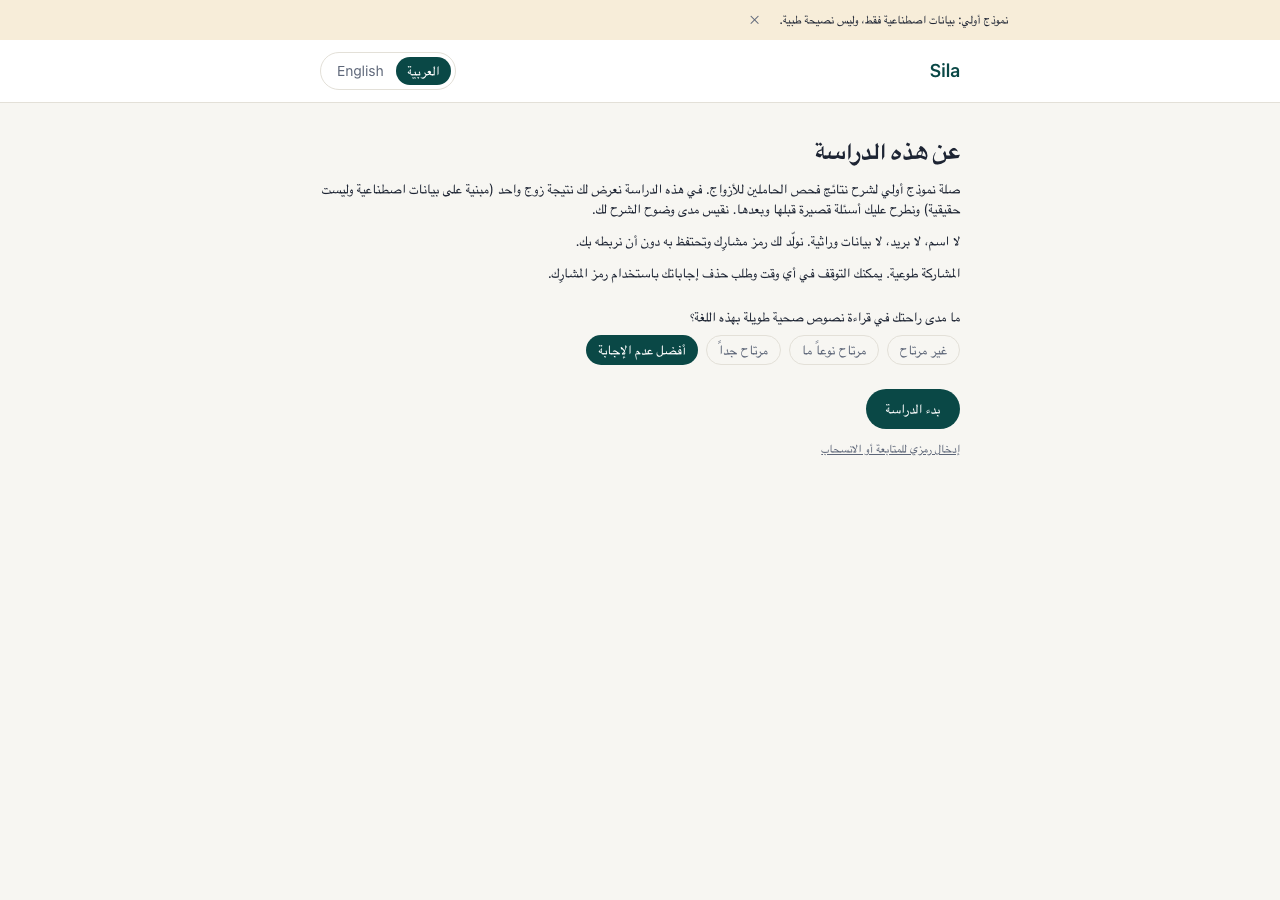 نموذج أولي: بيانات اصطناعية فقط، وليس نصيحة طبية.
Sila
العربية English
عن هذه الدراسة
صلة نموذج أولي لشرح نتائج فحص الحاملين للأزواج. في هذه الدراسة نعرض لك نتيجة زوج واحد (مبنية على بيانات اصطناعية وليست
حقيقية) ونطرح عليك أسئلة قصيرة قبلها وبعدها. نقيس مدى وضوح الشرح لك.
لا اسم، لا بريد، لا بيانات وراثية. نولّد لك رمز مشارِك وتحتفظ به دون أن نربطه بك.
المشاركة طوعية. يمكنك التوقف في أي وقت وطلب حذف إجاباتك باستخدام رمز المشارِك.
ما مدى راحتك في قراءة نصوص صحية طويلة بهذه اللغة؟
غير مرتاح مرتاح نوعاً ما مرتاح جداً أفضل عدم الإجابة
بدء الدراسة
إدخال رمزي للمتابعة أو الانسحاب